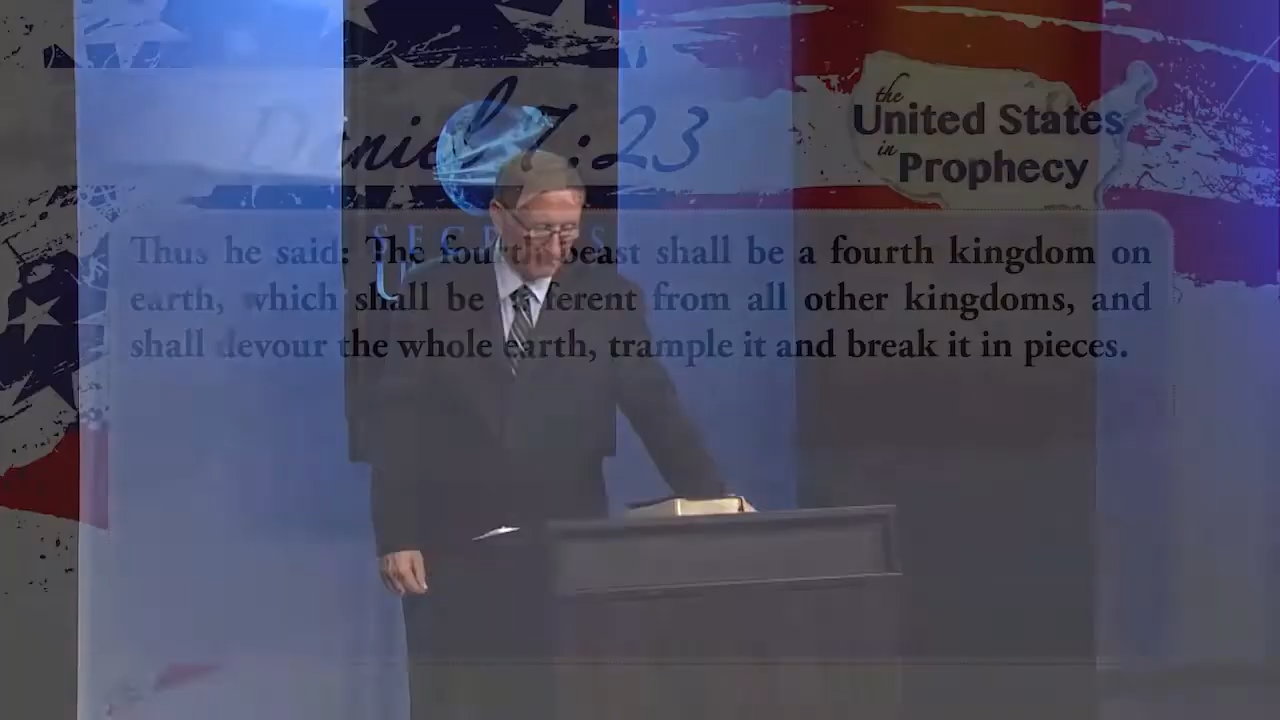 Daniel 7:23
the
United States
in
Prophecy
Thus he said: The fourth beast shall be a fourth kingdom on
earth, which shall be different from all other kingdoms, and
shall devour the whole earth, trample it and break it in pieces.